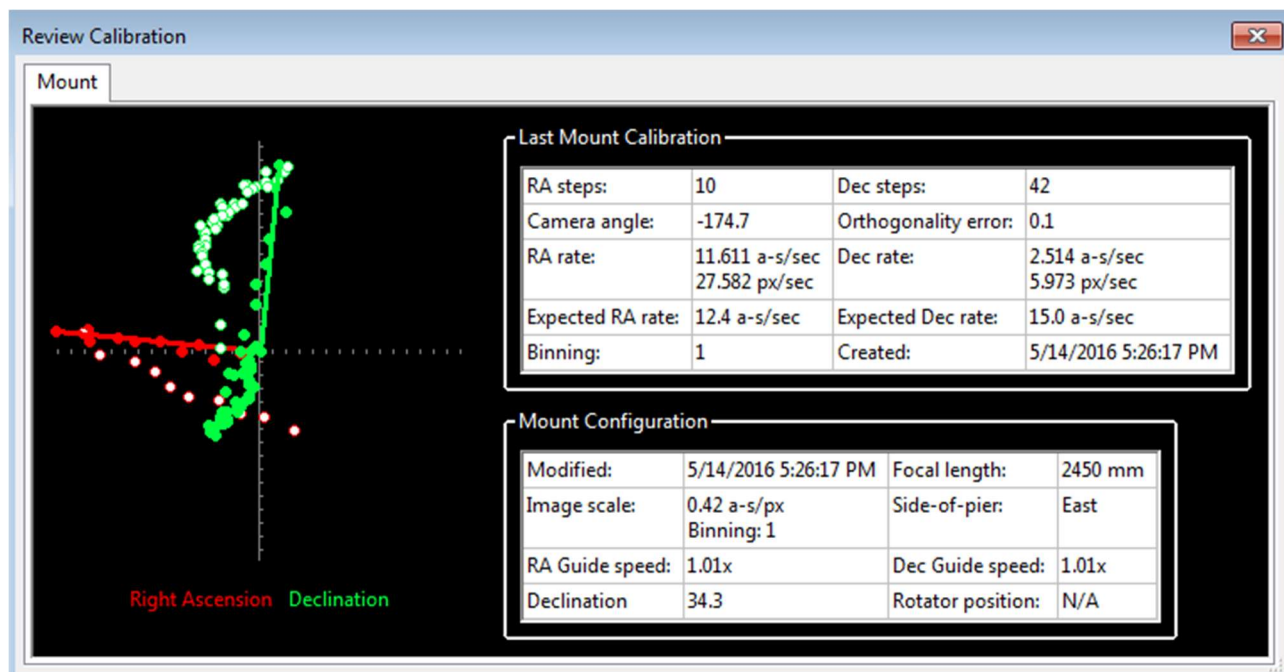 Review Calibration
Mount
Right Ascension Declination
Last Mount Calibration
RA steps: 10 Dec steps: 42
Camera angle: -174.7 Orthogonality error: 0.1
RA rate: 11.611 a-s/sec Dec rate: 2.514 a-s/sec
27.582 px/sec 5.973 px/sec
Expected RA rate: 12.4 a-s/sec Expected Dec rate: 15.0 a-s/sec
Binning: 1 Created: 5/14/2016 5:26:17 PM
Mount Configuration
Modified: 5/14/2016 5:26:17 PM Focal length: 2450 mm
Image scale: 0.42 a-s/px Side-of-pier: East
Binning: 1
RA Guide speed: 1.01x Dec Guide speed: 1.01x
Declination 34.3 Rotator position: N/A